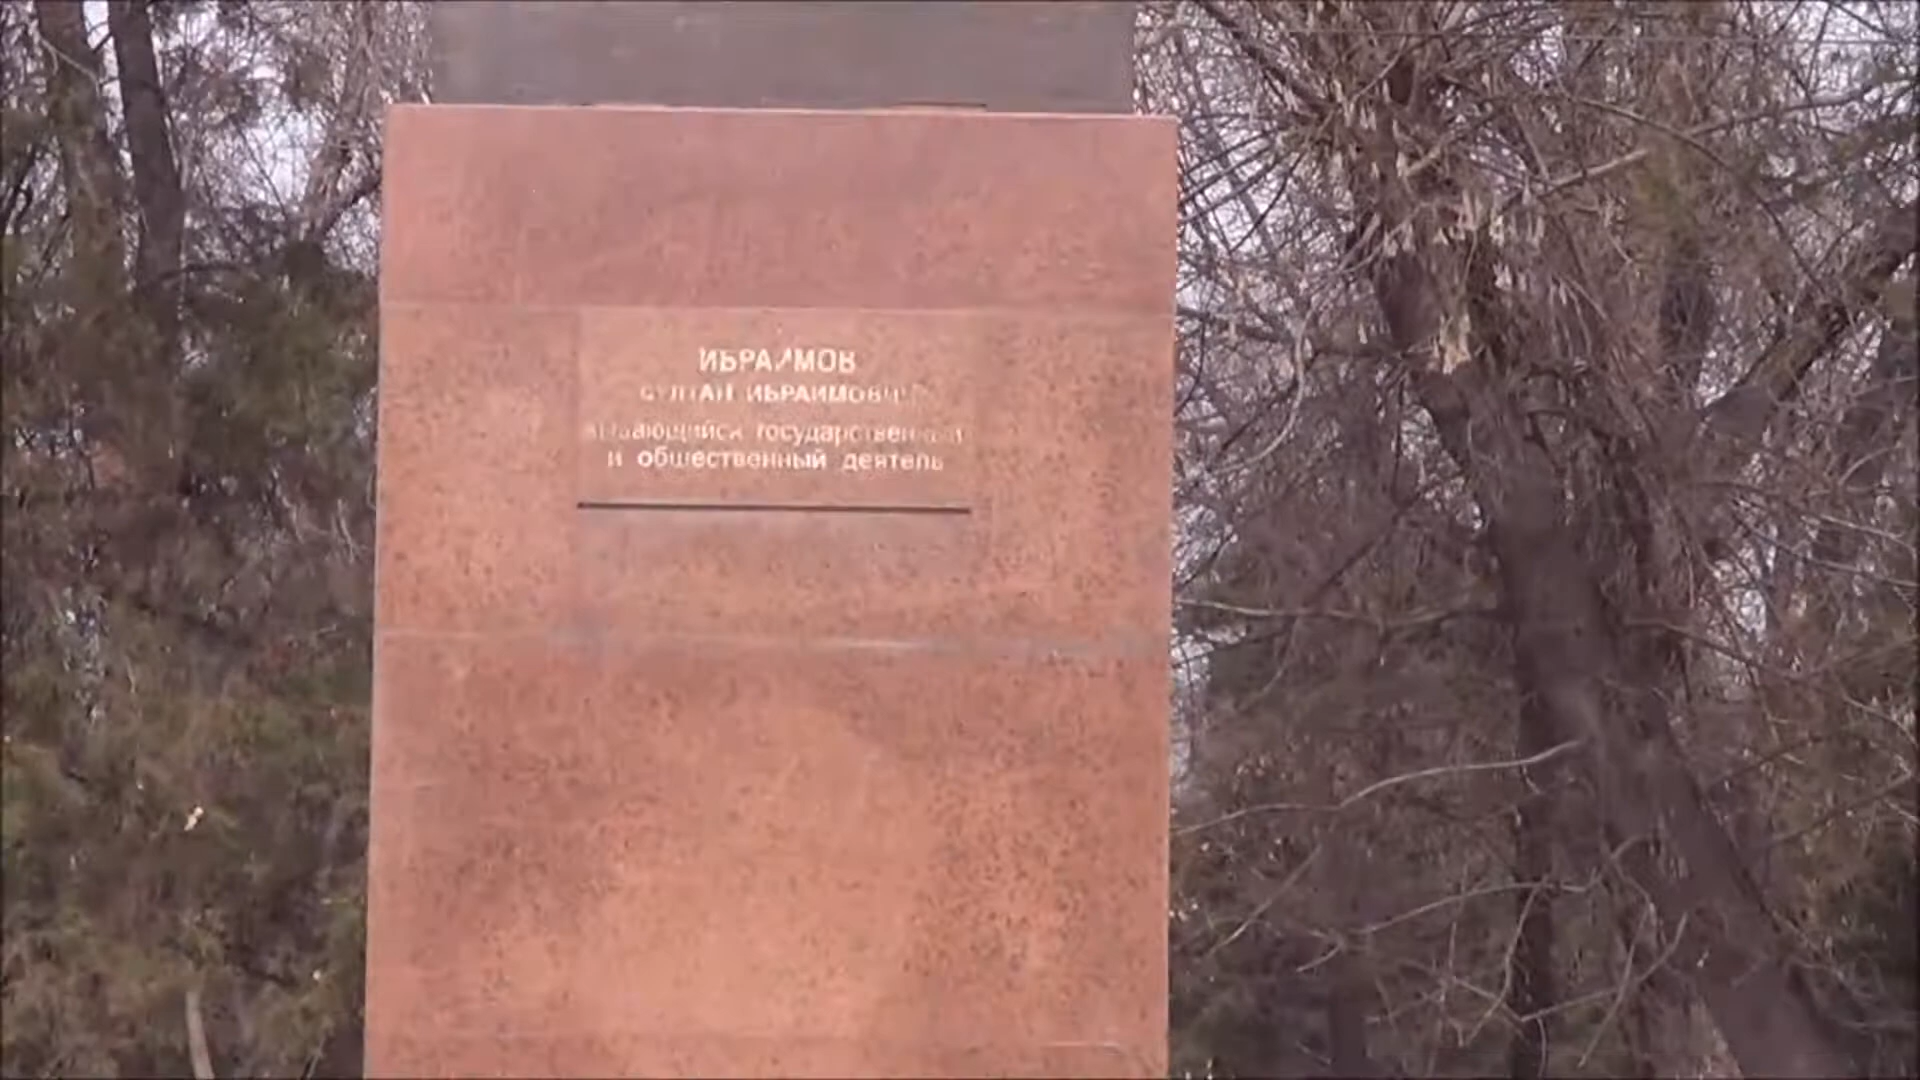 ИБРАИМОВ
СУЛТАН ИБРАИМОВИЧ
государственный
и общественный деятель